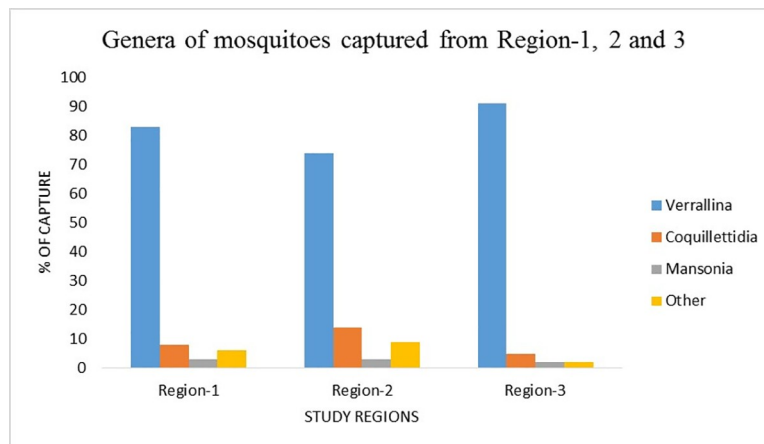 Genera of mosquitoes captured from Region-1, 2 and 3
100
90
80
70
60
50
40
30
20
10
0
% OF CAPTURE
Region-1 Region-2 Region-3
STUDY REGIONS
Verrallina
Coquillettidia
Mansonia
Other